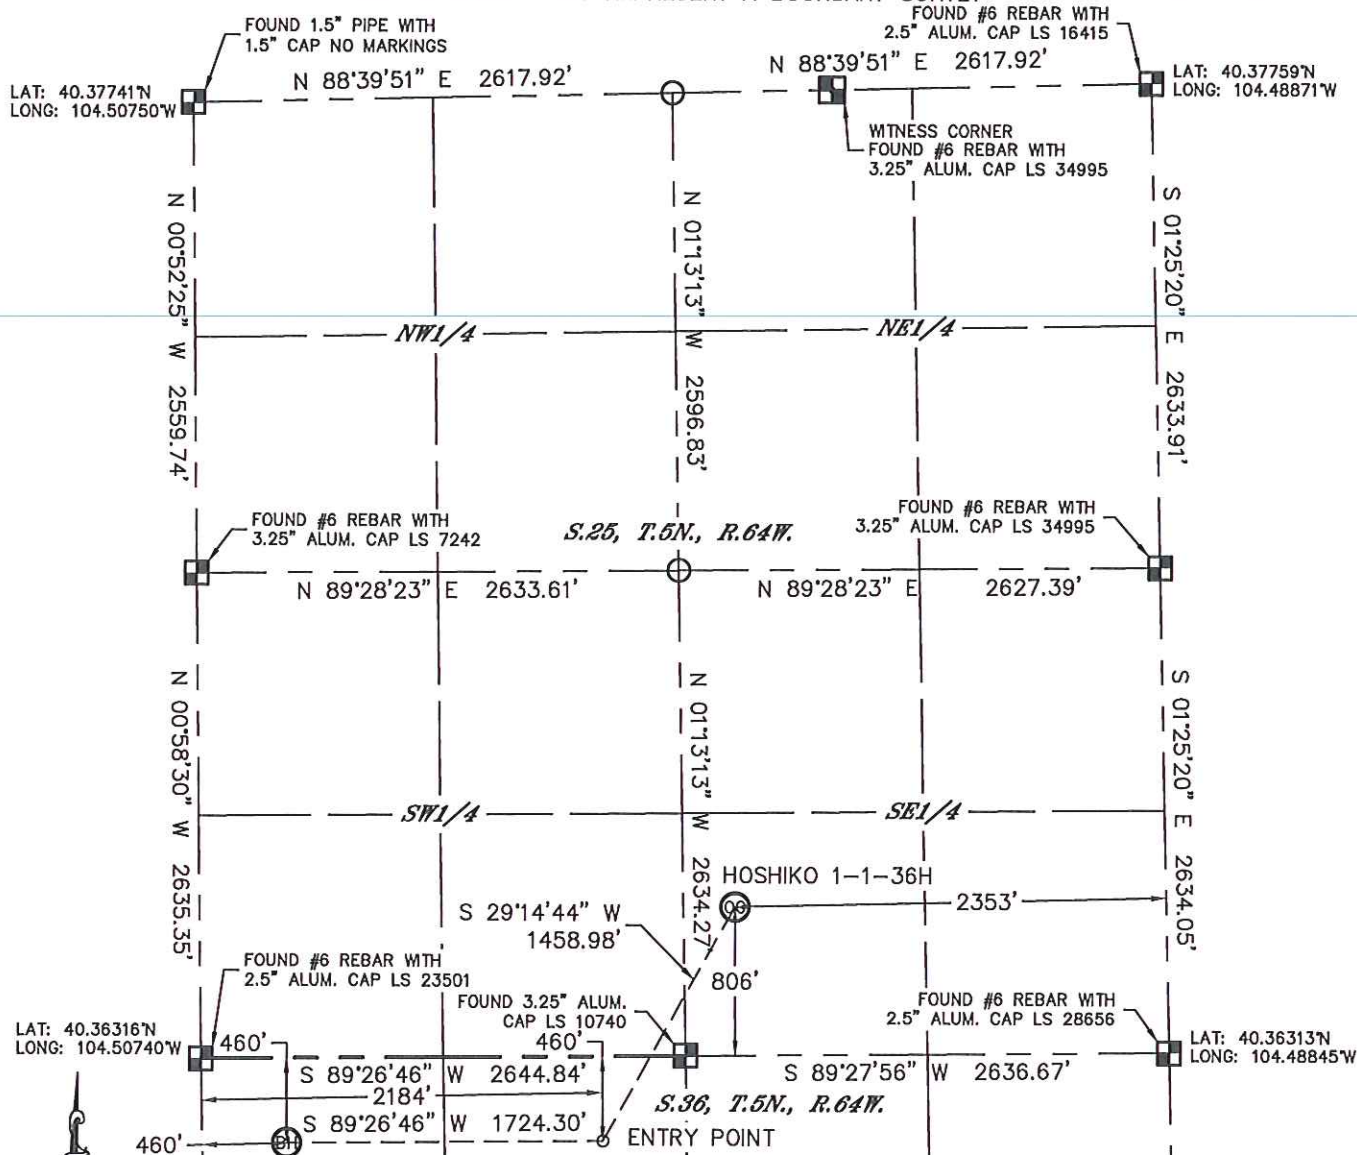 FOUND 1.5" PIPE WITH
1.5" CAP NO MARKINGS
FOUND #6 REBAR WITH
2.5" ALUM. CAP LS 16415
LAT: 40.37741°N
LONG: 104.50750°W
N 88°39'51" E 2617.92'
N 88°39'51" E 2617.92'
LAT: 40.37759°N
LONG: 104.48871°W
WITNESS CORNER
FOUND #6 REBAR WITH
3.25" ALUM. CAP LS 34995
N 00°52'25" W 2559.74'
N 01°13'13" W 2596.83'
S 01°25'20" E 2633.91'
NW1/4
NE1/4
FOUND #6 REBAR WITH
3.25" ALUM. CAP LS 7242
S.25, T.5N., R.64W.
FOUND #6 REBAR WITH
3.25" ALUM. CAP LS 34995
N 89°28'23" E 2633.61'
N 89°28'23" E 2627.39'
N 00°58'30" W 2635.35'
N 01°13'13" W 2634.27'
S 01°25'20" E 2634.05'
SW1/4
SE1/4
HOSHIKO 1-1-36H
2353'
S 29°14'44" W
1458.98'
806'
FOUND #6 REBAR WITH
2.5" ALUM. CAP LS 23501
FOUND 3.25" ALUM.
CAP LS 10740
FOUND #6 REBAR WITH
2.5" ALUM. CAP LS 28656
LAT: 40.36316°N
LONG: 104.50740°W
460'
460'
LAT: 40.36313°N
LONG: 104.48845°W
S 89°26'46" W 2644.84'
S 89°27'56" W 2636.67'
2184'
S.36, T.5N., R.64W.
S 89°26'46" W 1724.30'
460'
BH
ENTRY POINT